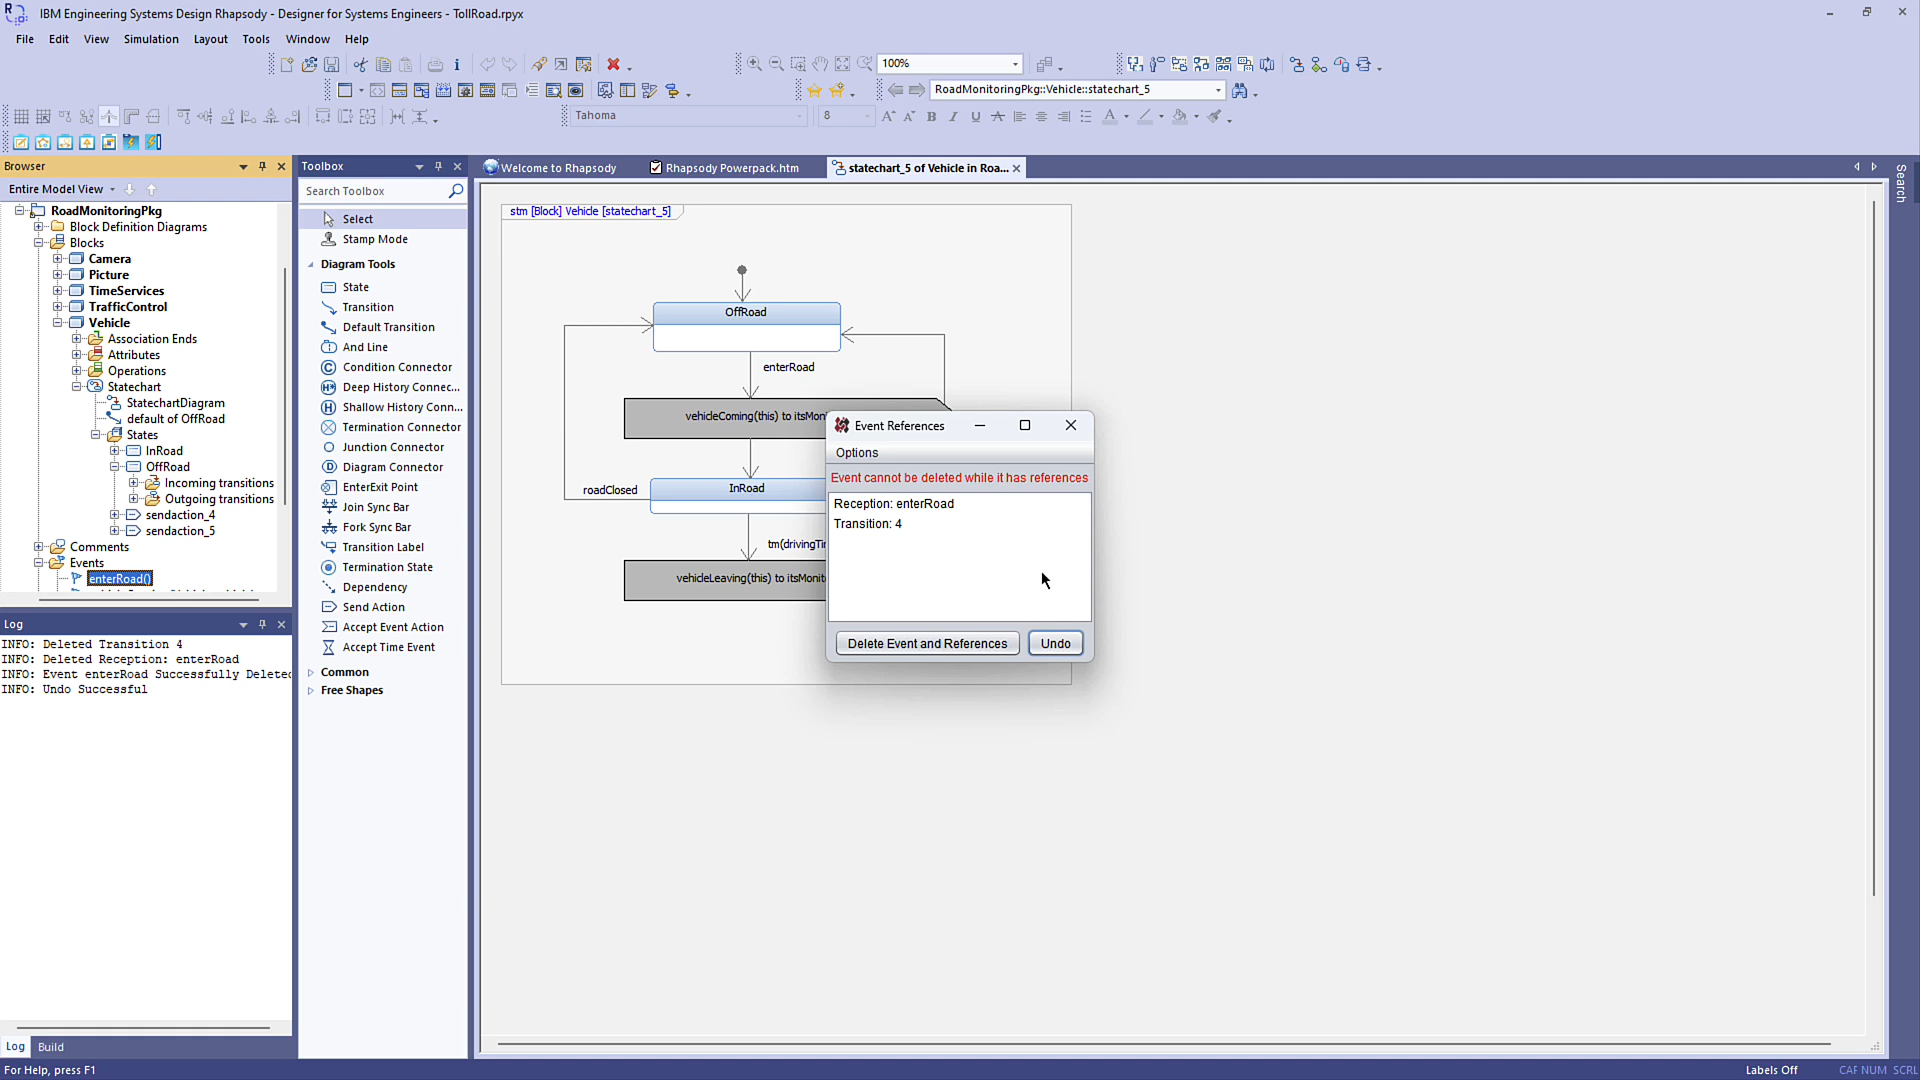 IBM Engineering Systems Design Rhapsody - Designer for Systems Engineers - TollRoad.rpyx
File Edit View Simulation Layout Tools Window Help
100%
RoadMonitoringPkg::Vehicle::statechart_5
Tahoma 8
Browser
Entire Model View
RoadMonitoringPkg
Block Definition Diagrams
Blocks
Camera
Picture
TimeServices
TrafficControl
Vehicle
Association Ends
Attributes
Operations
Statechart
StatechartDiagram
default of OffRoad
States
InRoad
OffRoad
Incoming transitions
Outgoing transitions
sendaction_4
sendaction_5
Comments
Events
enterRoad()
Log
INFO: Deleted Transition 4
INFO: Deleted Reception: enterRoad
INFO: Event enterRoad Successfully Deleted
INFO: Undo Successful
Log Build
Toolbox
Search Toolbox
Select
Stamp Mode
Diagram Tools
State
Transition
Default Transition
And Line
Condition Connector
Deep History Connec...
Shallow History Conn...
Termination Connector
Junction Connector
Diagram Connector
EnterExit Point
Join Sync Bar
Fork Sync Bar
Transition Label
Termination State
Dependency
Send Action
Accept Event Action
Accept Time Event
Common
Free Shapes
Welcome to Rhapsody
Rhapsody Powerpack.htm
statechart_5 of Vehicle in Roa...
Search
stm [Block] Vehicle [statechart_5]
OffRoad
enterRoad
vehicleComing(this) to itsMoni
roadClosed
InRoad
tm(drivingTi
vehicleLeaving(this) to itsMonit
Event References
Options
Event cannot be deleted while it has references
Reception: enterRoad
Transition: 4
Delete Event and References
Undo
For Help, press F1
Labels Off
CAP NUM SCRL